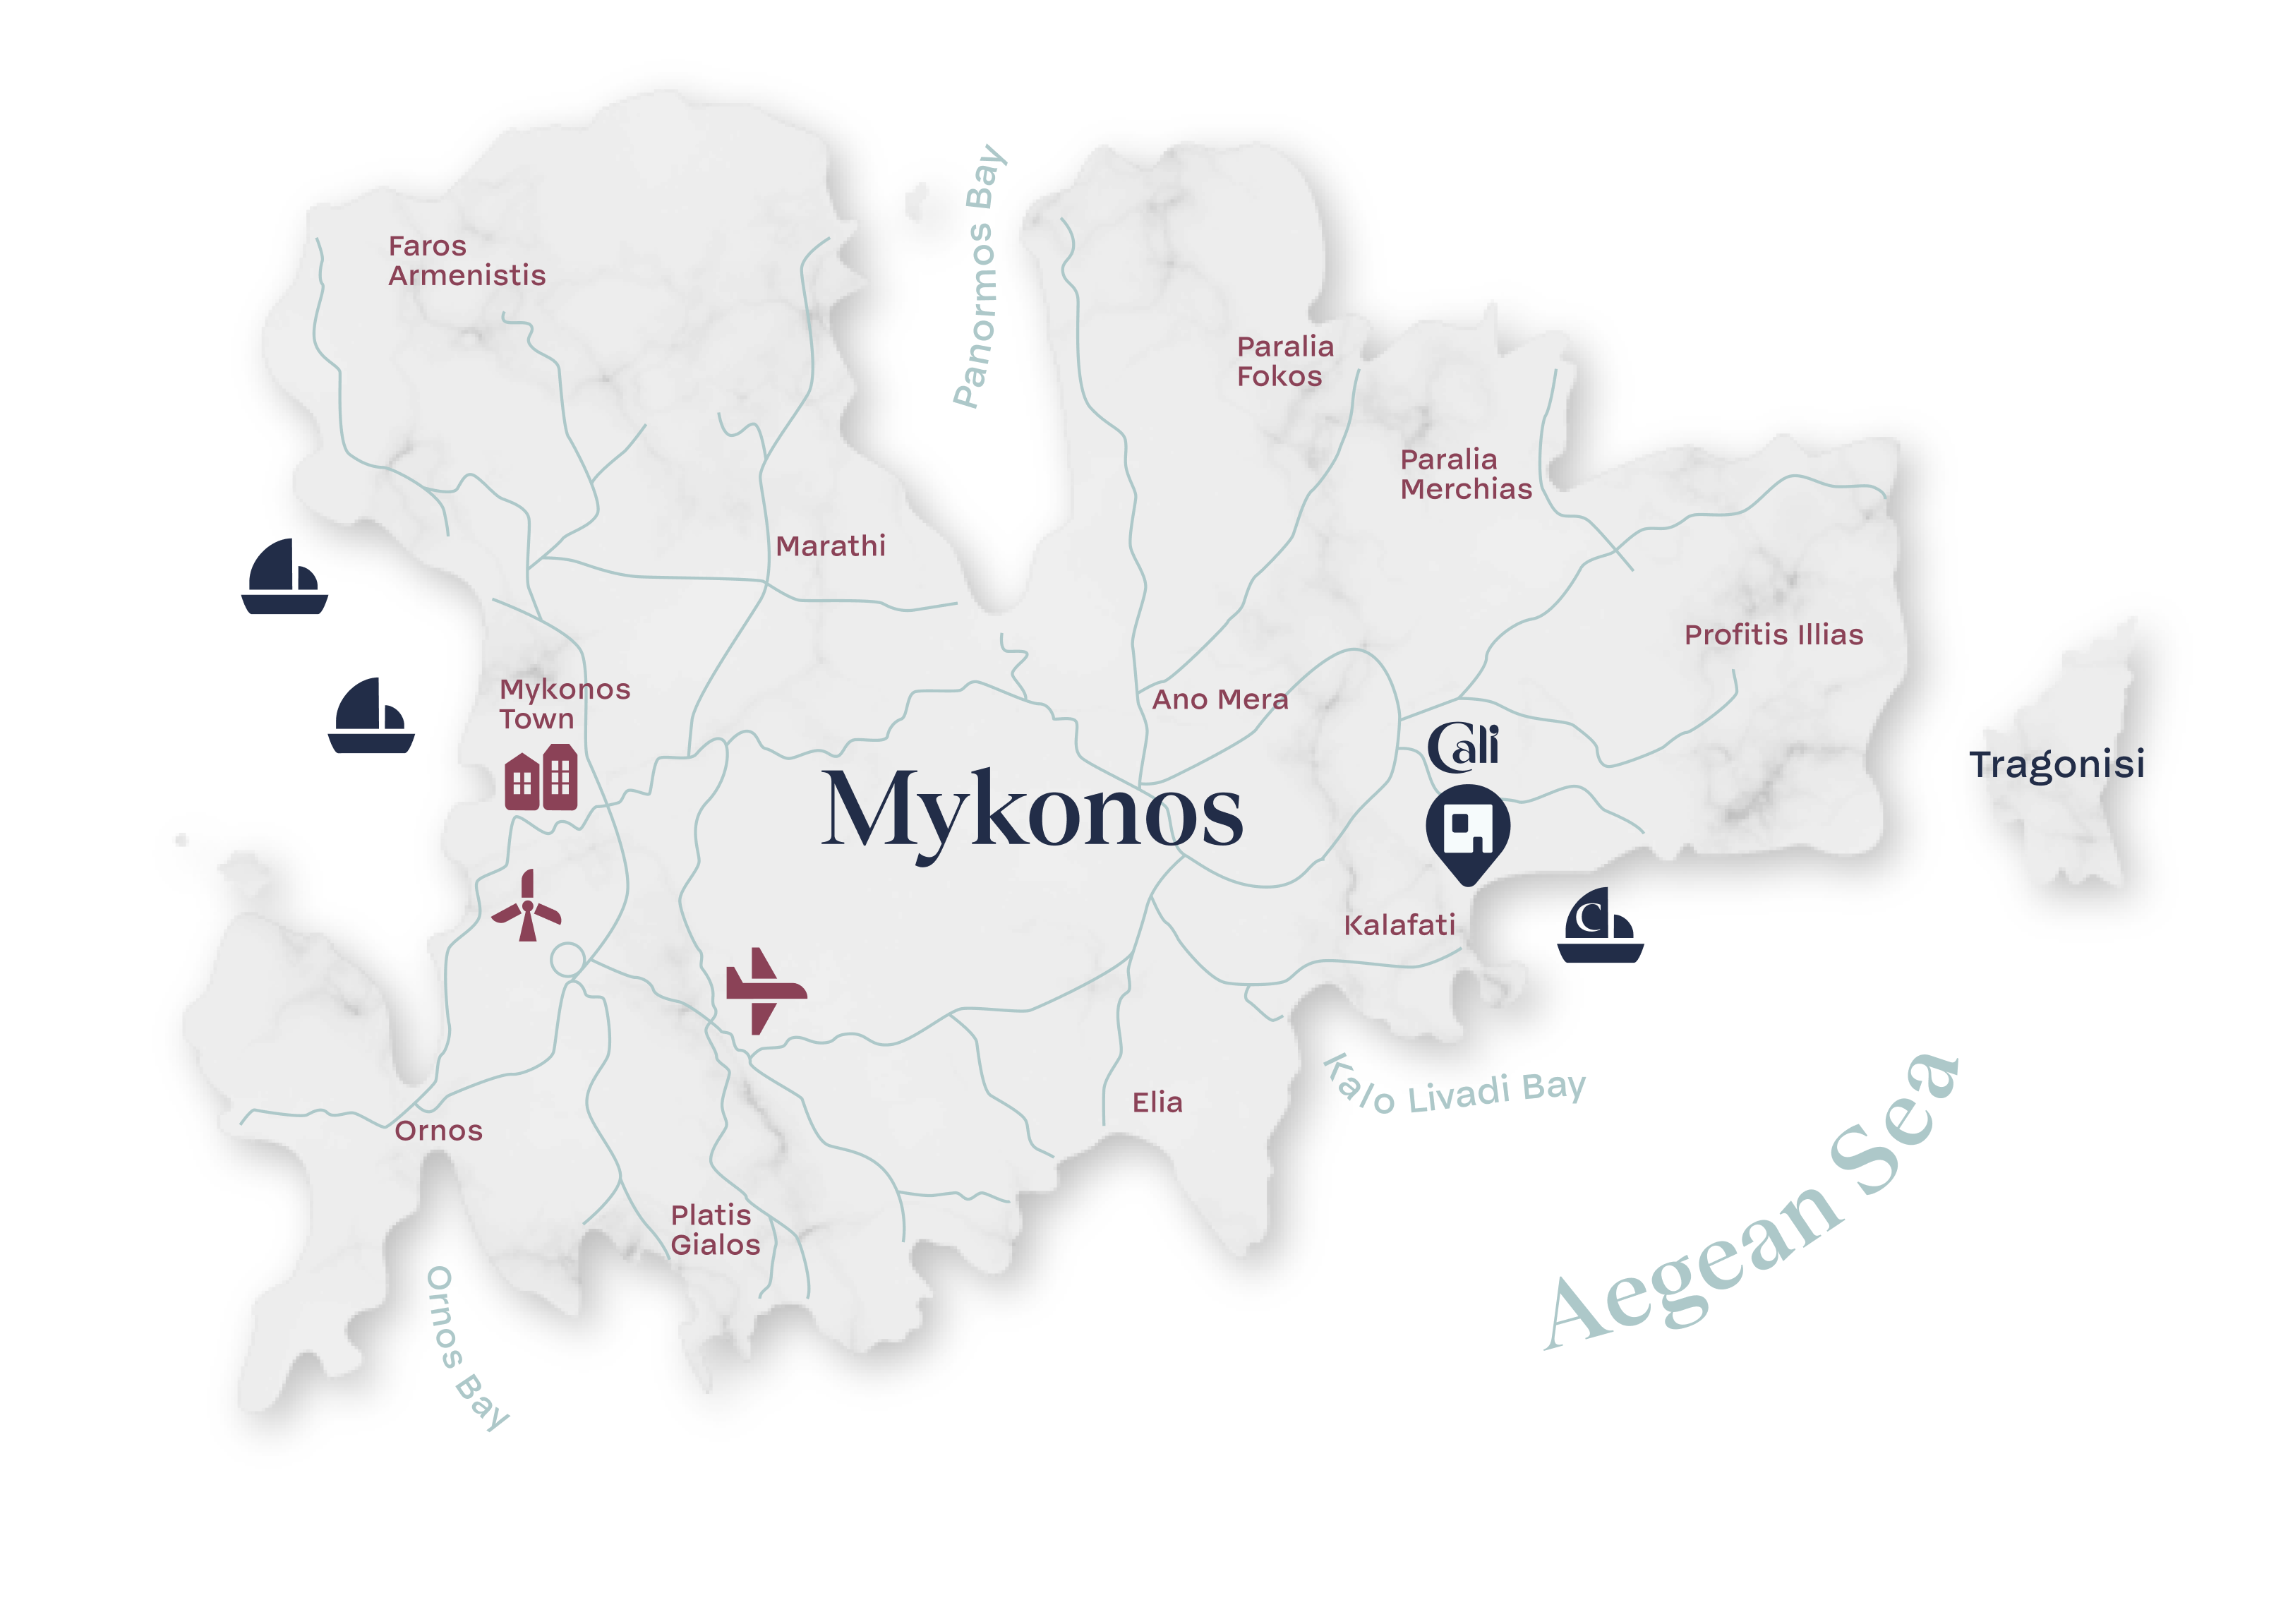 Panormos Bay
Faros
Armenistis
Paralia
Fokos
Paralia
Merchias
Marathi
Profitis Illias
Mykonos
Town
Ano Mera
Cali
Tragonisi
Mykonos
Kalafati
C
Kalo Livadi Bay
Elia
Ornos
Aegean Sea
Platis
Gialos
Ornos Bay